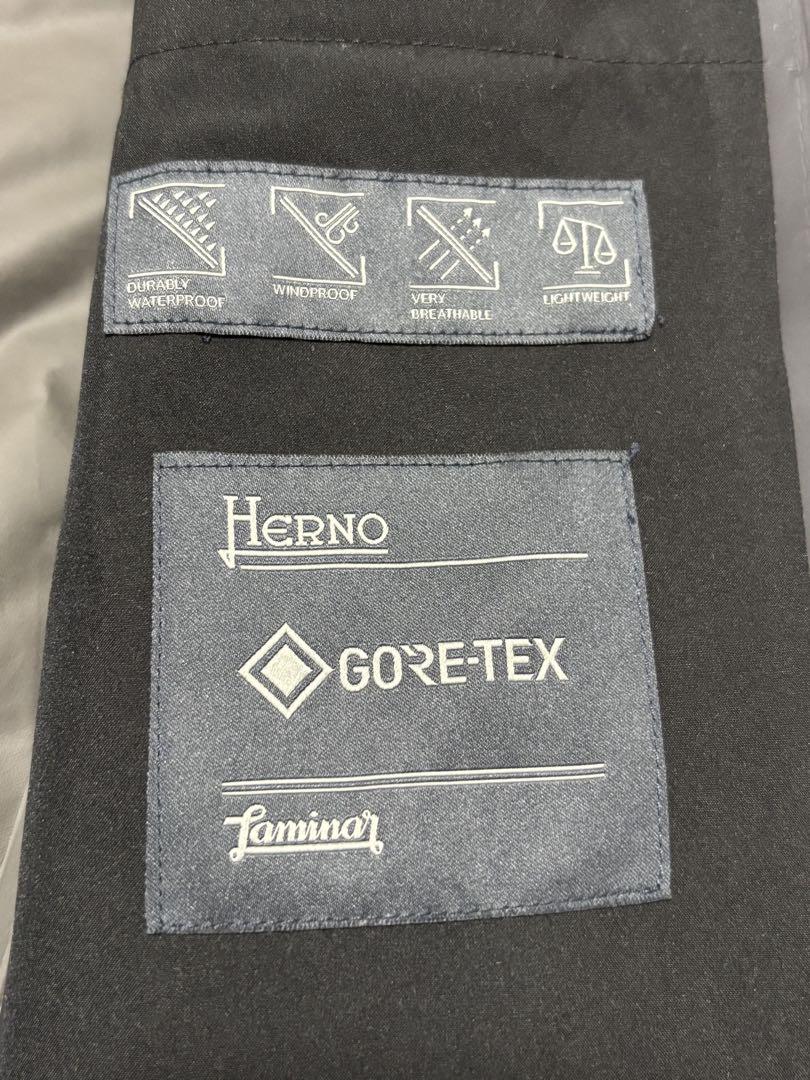 DURABLY
WATERPROOF
WINDPROOF
VERY
BREATHABLE
LIGHTWEIGHT
HERNO
GORE-TEX
Laminar